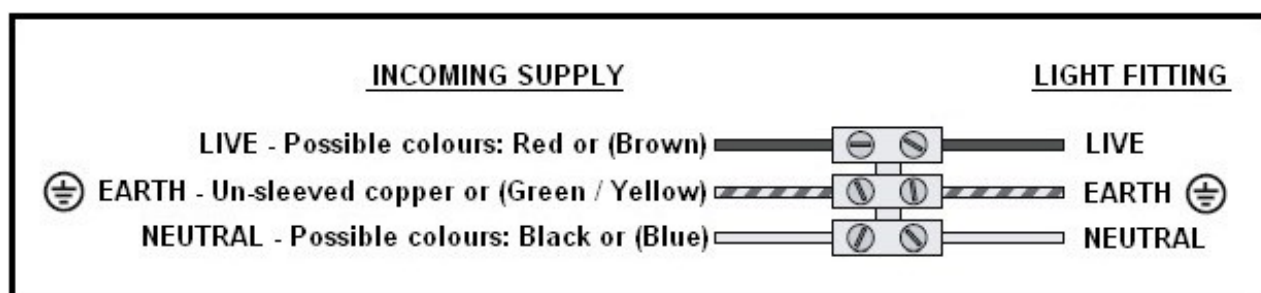 INCOMING SUPPLY LIGHT FITTING
LIVE - Possible colours: Red or (Brown) LIVE
EARTH - Un-sleeved copper or (Green / Yellow) EARTH
NEUTRAL - Possible colours: Black or (Blue) NEUTRAL